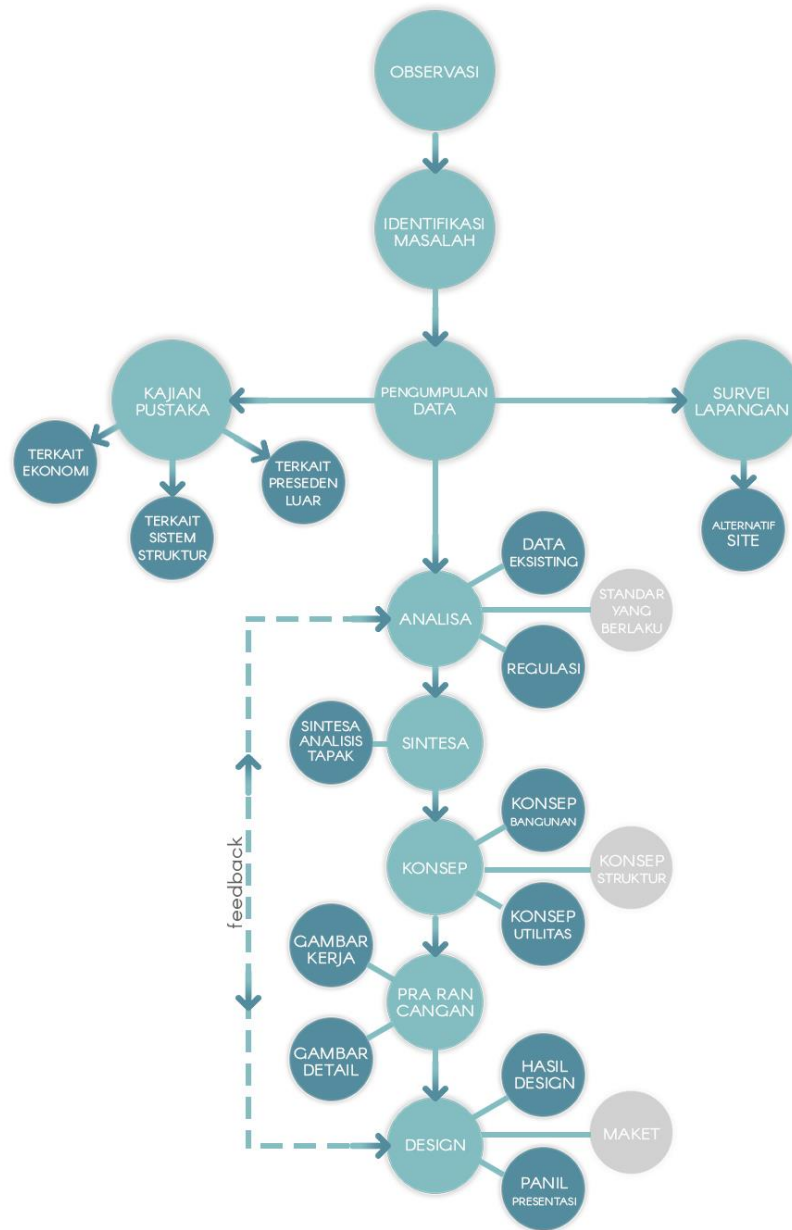 OBSERVASI
IDENTIFIKASI
MASALAH
KAJIAN
PUSTAKA
PENGUMPULAN
DATA
SURVEI
LAPANGAN
TERKAIT
EKONOMI
TERKAIT
SISTEM
STRUKTUR
TERKAIT
PRESEDEN
LUAR
ALTERNATIF
SITE
ANALISA
DATA
EKSISTING
STANDAR
YANG
BERLAKU
REGULASI
SINTESA
ANALISIS
TAPAK
SINTESA
KONSEP
KONSEP
BANGUNAN
KONSEP
STRUKTUR
KONSEP
UTILITAS
feedback
GAMBAR
KERJA
GAMBAR
DETAIL
PRA RAN
CANGAN
DESIGN
HASIL
DESIGN
MAKET
PANIL
PRESENTASI